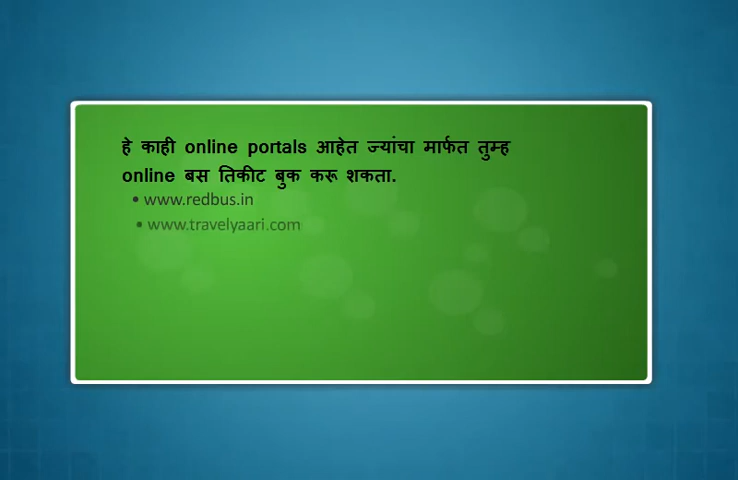 हे काही online portals आहेत ज्यांचा मार्फत तुम्ह
online बस तिकीट बुक करू शकता.
• www.redbus.in
• www.travelyaari.com